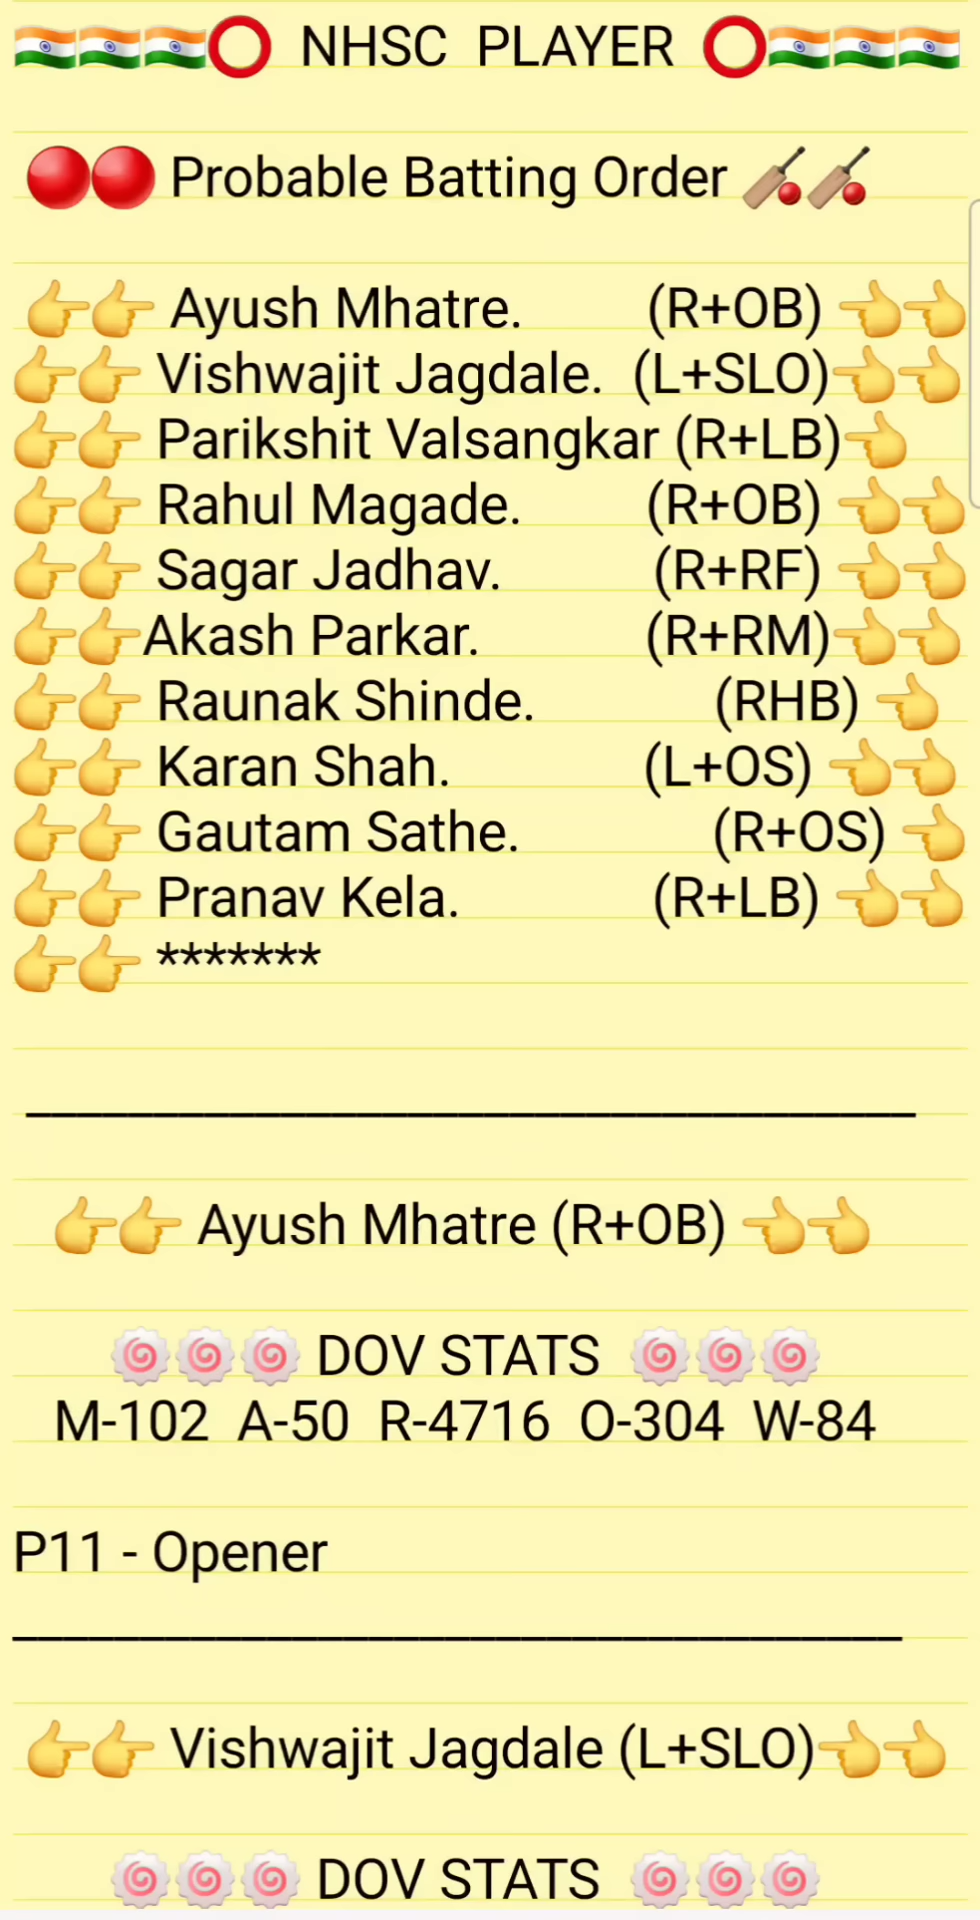 🇮🇳🇮🇳🇮🇳⭕ NHSC PLAYER ⭕🇮🇳🇮🇳🇮🇳
🔴🔴 Probable Batting Order 🏏🏏
👉👉 Ayush Mhatre. (R+OB) 👈👈
👉👉 Vishwajit Jagdale. (L+SLO)👈👈
👉👉 Parikshit Valsangkar (R+LB)👈
👉👉 Rahul Magade. (R+OB) 👈👈
👉👉 Sagar Jadhav. (R+RF) 👈👈
👉👉Akash Parkar. (R+RM)👈👈
👉👉 Raunak Shinde. (RHB) 👈
👉👉 Karan Shah. (L+OS) 👈👈
👉👉 Gautam Sathe. (R+OS) 👈
👉👉 Pranav Kela. (R+LB) 👈👈
👉👉 *******
👉👉 Ayush Mhatre (R+OB) 👈👈
🍥🍥🍥 DOV STATS 🍥🍥🍥
M-102 A-50 R-4716 O-304 W-84
P11 - Opener
👉👉 Vishwajit Jagdale (L+SLO)👈👈
🍥🍥🍥 DOV STATS 🍥🍥🍥